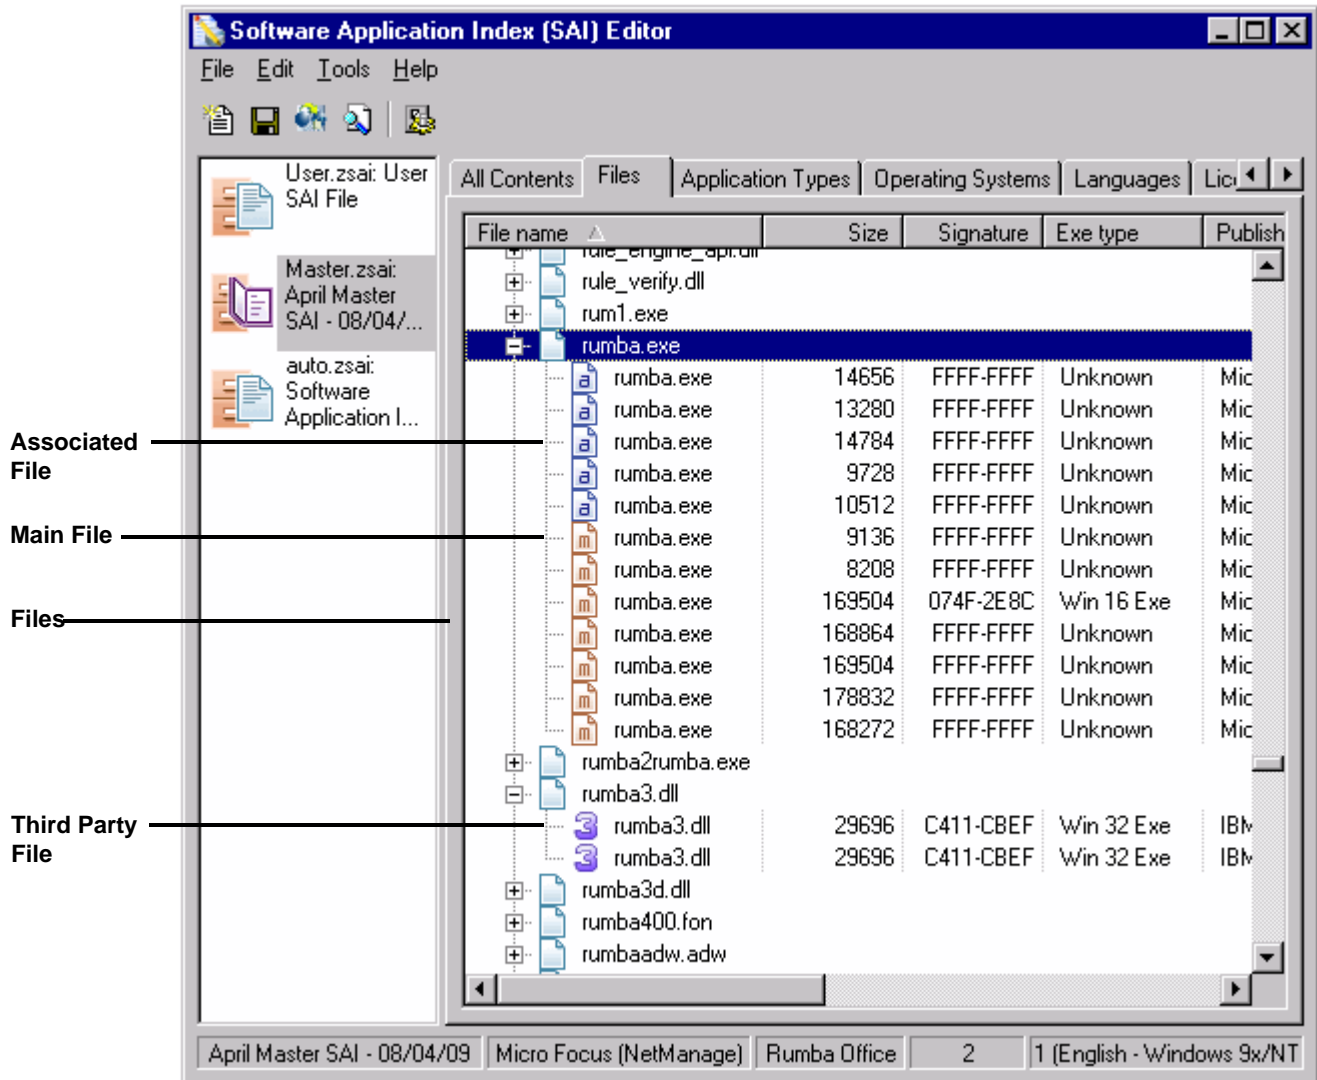 Software Application Index (SAI) Editor
File Edit Tools Help
User.zsai: User
SAI File
Master.zsai:
April Master
SAI - 08/04/...
auto.zsai:
Software
Application I...
All Contents Files Application Types Operating Systems Languages
File name Size Signature Exe type Publish
rule_engine_api.dll
rule_verify.dll
rum1.exe
rumba.exe
a rumba.exe 14656 FFFF-FFFF Unknown Mic
a rumba.exe 13280 FFFF-FFFF Unknown Mic
a rumba.exe 14784 FFFF-FFFF Unknown Mic
a rumba.exe 9728 FFFF-FFFF Unknown Mic
a rumba.exe 10512 FFFF-FFFF Unknown Mic
m rumba.exe 9136 FFFF-FFFF Unknown Mic
m rumba.exe 8208 FFFF-FFFF Unknown Mic
m rumba.exe 169504 074F-2E8C Win 16 Exe Mic
m rumba.exe 168864 FFFF-FFFF Unknown Mic
m rumba.exe 169504 FFFF-FFFF Unknown Mic
m rumba.exe 178832 FFFF-FFFF Unknown Mic
m rumba.exe 168272 FFFF-FFFF Unknown Mic
rumba2rumba.exe
rumba3.dll
3 rumba3.dll 29696 C411-CBEF Win 32 Exe IBM
3 rumba3.dll 29696 C411-CBEF Win 32 Exe IBM
rumba3d.dll
rumba400.fon
rumbaadw.adw
April Master SAI - 08/04/09 Micro Focus (NetManage) Rumba Office 2 1 (English - Windows 9x/NT
Associated
File
Main File
Files
Third Party
File